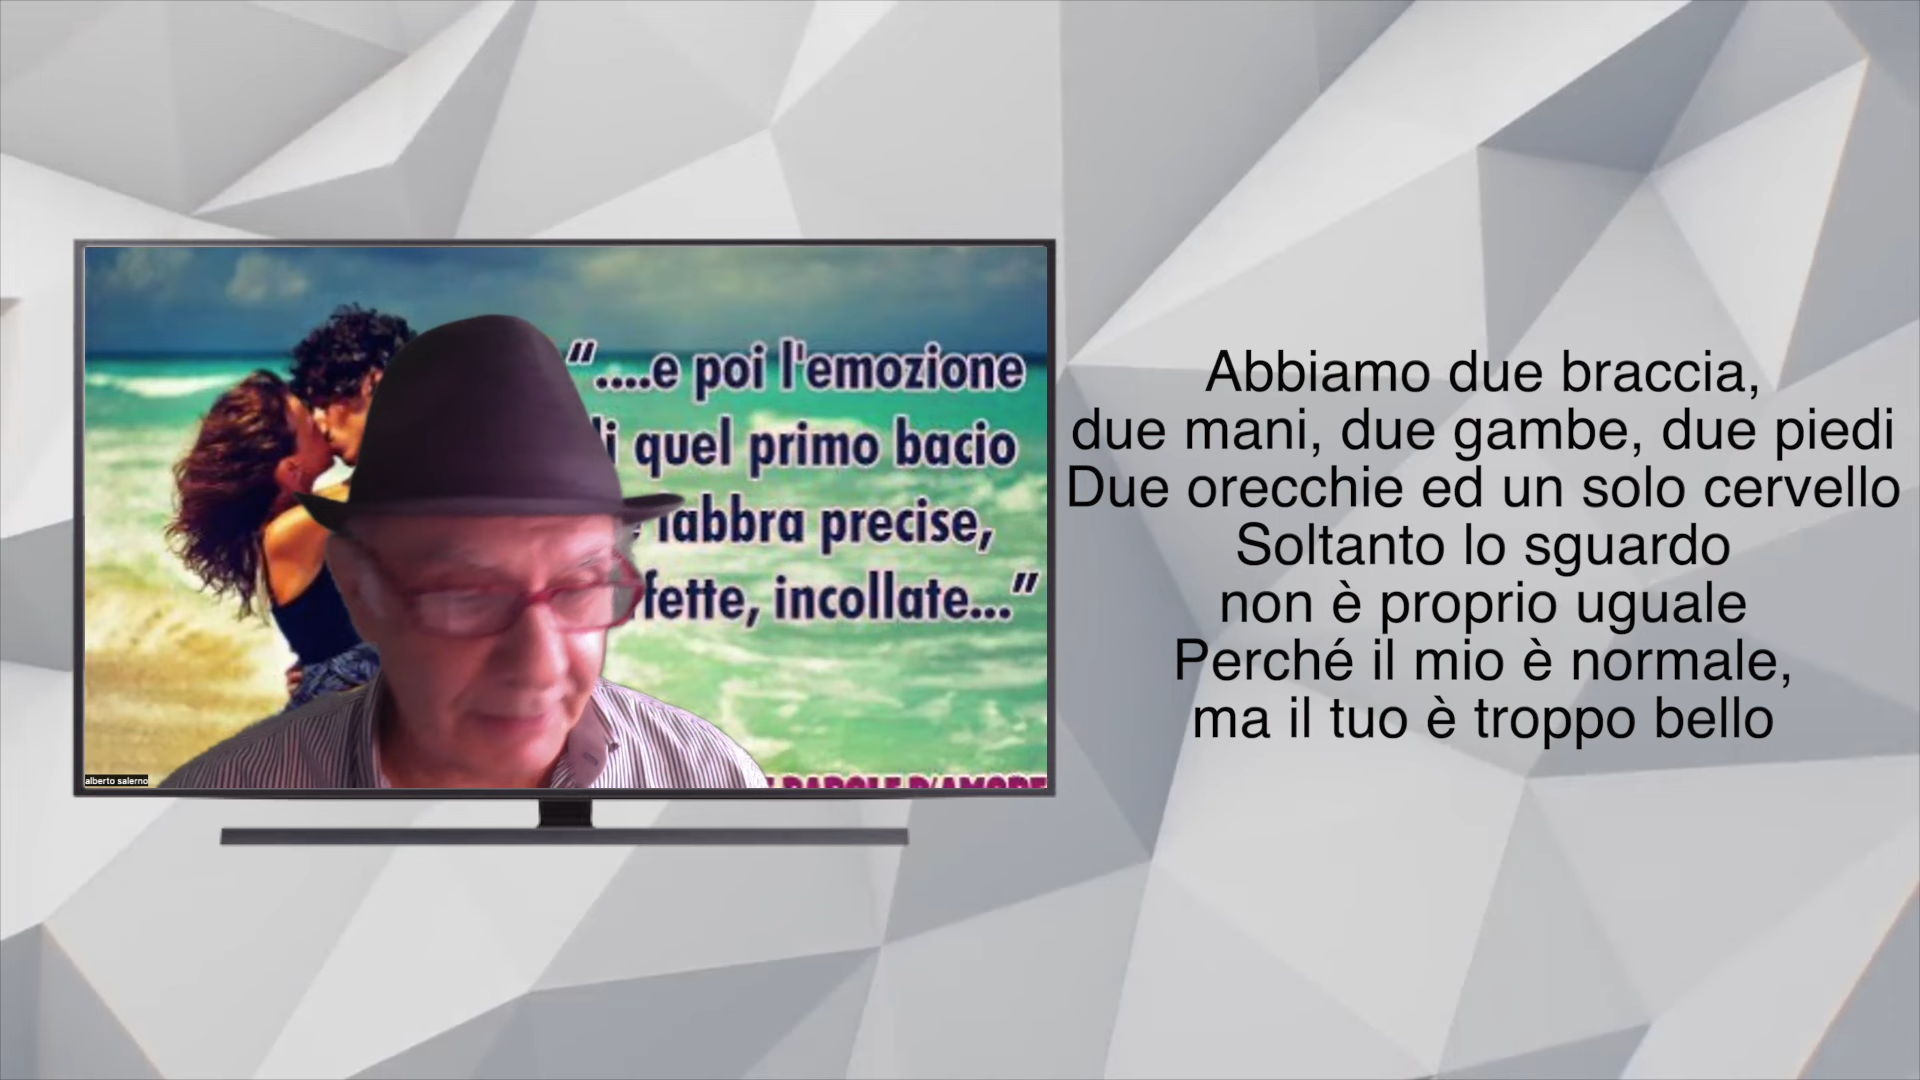 “....e poi l'emozione
quel primo bacio
labbra precise,
incollate...”
alberto salerno
PAROLE D'AMORE
Abbiamo due braccia,
due mani, due gambe, due piedi
Due orecchie ed un solo cervello
Soltanto lo sguardo
non è proprio uguale
Perché il mio è normale,
ma il tuo è troppo bello